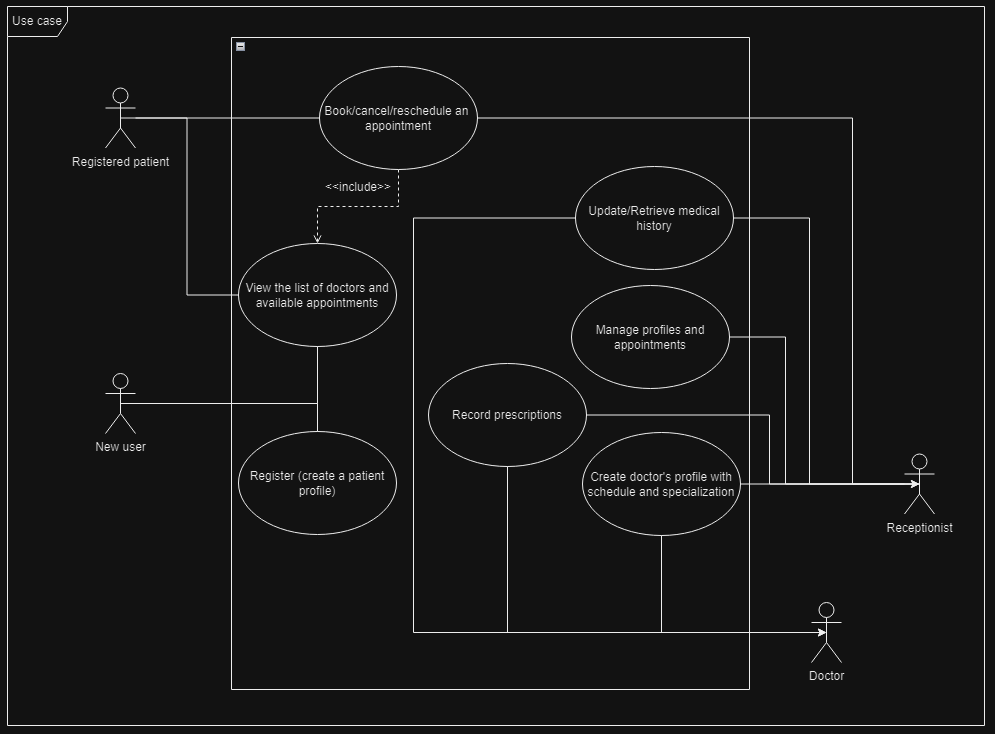 Use case
Book/cancel/reschedule an
appointment
Registered patient
<<include>>
Update/Retrieve medical
history
View the list of doctors and
available appointments
Manage profiles and
appointments
Record prescriptions
New user
Register (create a patient
profile)
Create doctor's profile with
schedule and specialization
Receptionist
Doctor